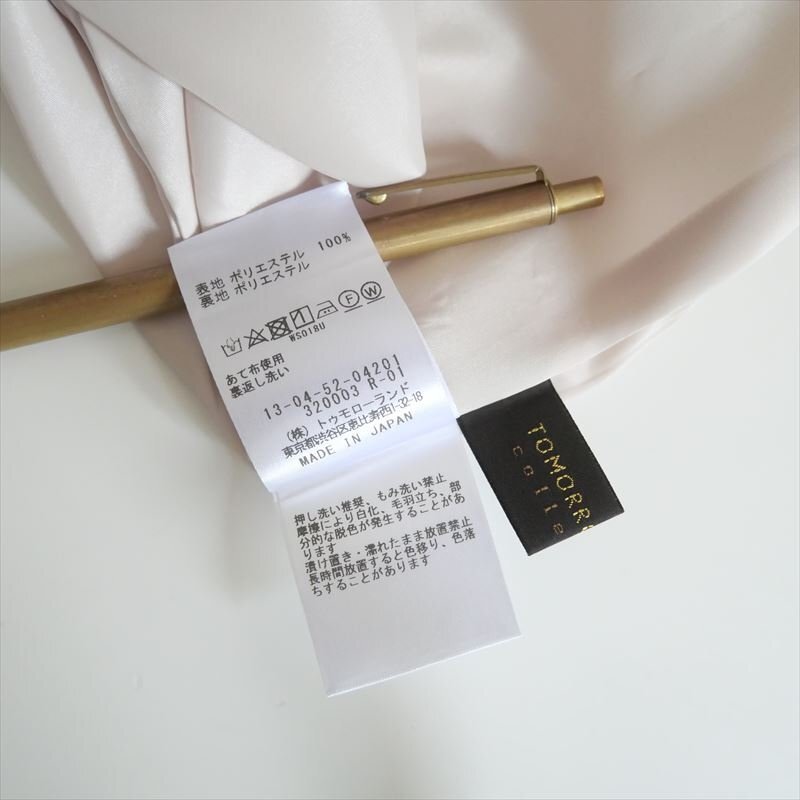 表地 ポリエステル 100%
裏地 ポリエステル
WS018U
あて布使用
裏返し洗い
13-04-52-04201
320003 R-01
(株) トゥモローランド
東京都渋谷区恵比寿西1-32-18
MADE IN JAPAN
押し洗い推奨、もみ洗い禁止
摩擦により白化、毛羽立ち、部
分的な脱色が発生することがあ
ります
漬け置き・濡れたまま放置禁止
長時間放置すると色移り、色落
ちすることがあります
F W
TOMORR
colle